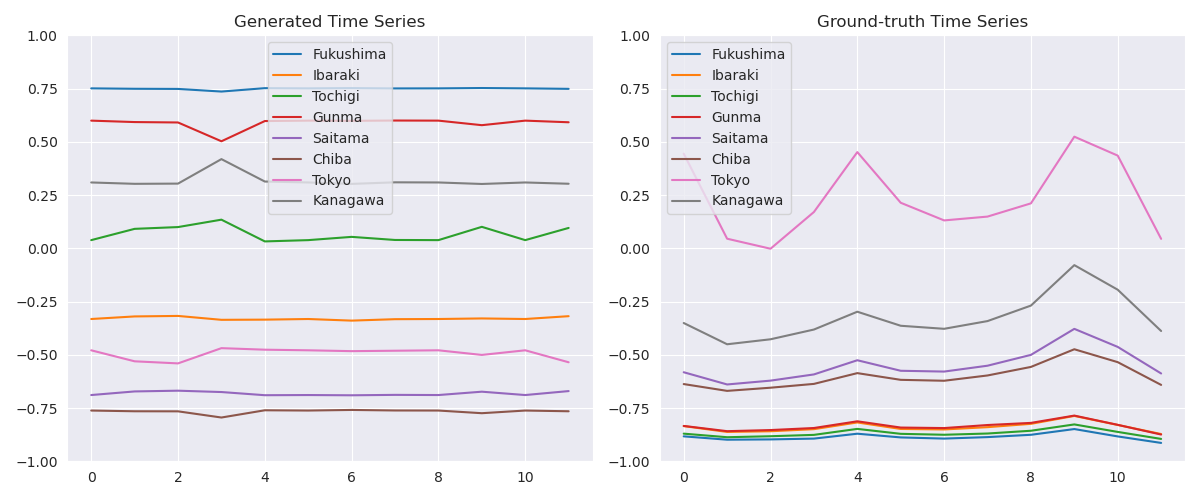 Generated Time Series
1.00
0.75
0.50
0.25
0.00
−0.25
−0.50
−0.75
−1.00
0 2 4 6 8 10
Fukushima
Ibaraki
Tochigi
Gunma
Saitama
Chiba
Tokyo
Kanagawa
Ground-truth Time Series
1.00
0.75
0.50
0.25
0.00
−0.25
−0.50
−0.75
−1.00
0 2 4 6 8 10
Fukushima
Ibaraki
Tochigi
Gunma
Saitama
Chiba
Tokyo
Kanagawa